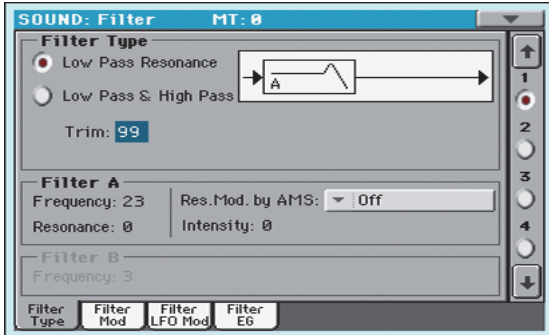 SOUND: Filter MT: 0
Filter Type
Low Pass Resonance
A
Low Pass & High Pass
Trim: 99
1
2
3
4
Filter A
Frequency: 23 Res.Mod. by AMS: Off
Resonance: 0 Intensity: 0
Filter B
Frequency: 3
Filter Type
Filter Mod
Filter LFO Mod
Filter EG